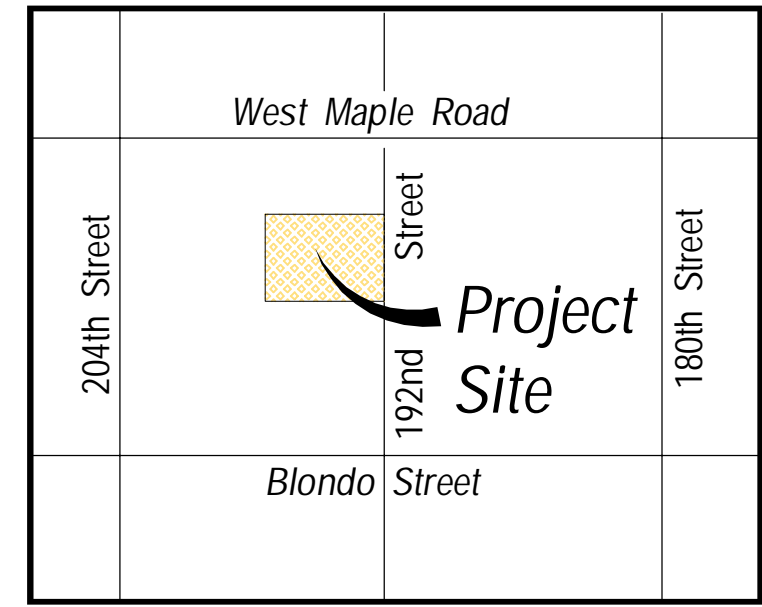 West Maple Road
204th Street
192nd Street
180th Street
Project
Site
Blondo Street